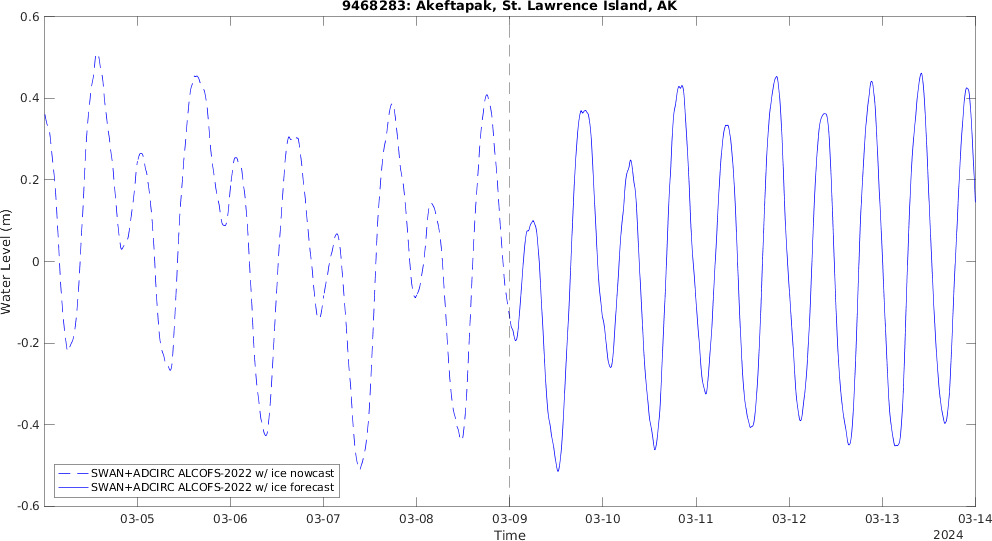 9468283: Akeftapak, St. Lawrence Island, AK
0.6
0.4
0.2
0
-0.2
-0.4
-0.6
Water Level (m)
SWAN+ADCIRC ALCOFS-2022 w/ ice nowcast
SWAN+ADCIRC ALCOFS-2022 w/ ice forecast
03-05 03-06 03-07 03-08 03-09 03-10 03-11 03-12 03-13 03-14
Time
2024